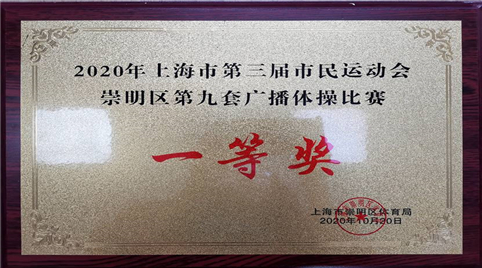 2020年上海市第三届市民运动会
崇明区第九套广播体操比赛
一等奖
上海市崇明区体育局
2020年10月20日